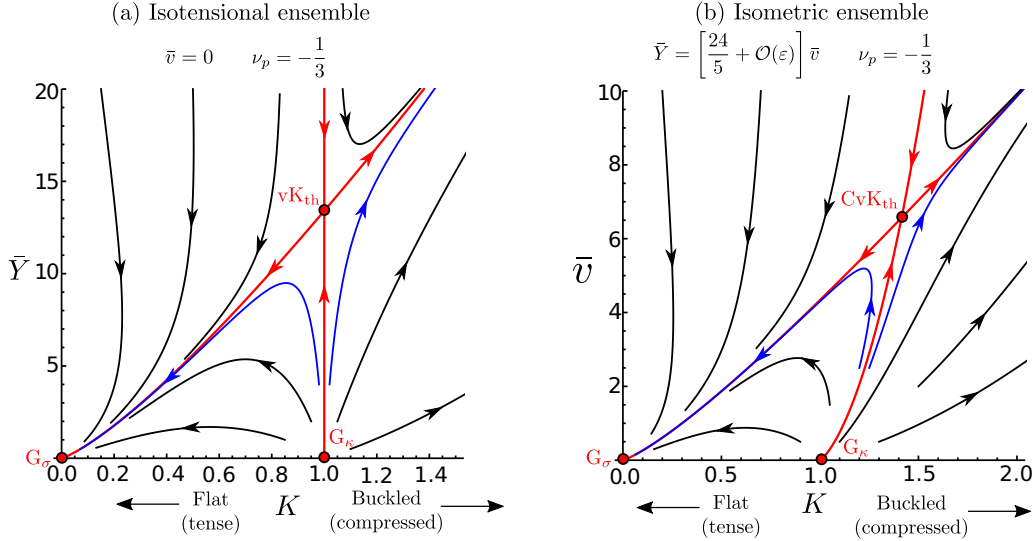 (a) Isotensional ensemble
v̄ = 0   ν_p = −1/3
20
15
10
5
Ȳ
vK_th
G_σ
G_κ
0.0 0.2 0.4 0.6 0.8 1.0 1.2 1.4
Flat
(tense)
K
Buckled
(compressed)
(b) Isometric ensemble
Ȳ = [24/5 + 𝒪(ε)] v̄   ν_p = −1/3
10
8
6
4
2
v̄
CvK_th
G_σ
G_κ
0.0 0.5 1.0 1.5 2.0
Flat
(tense)
K
Buckled
(compressed)